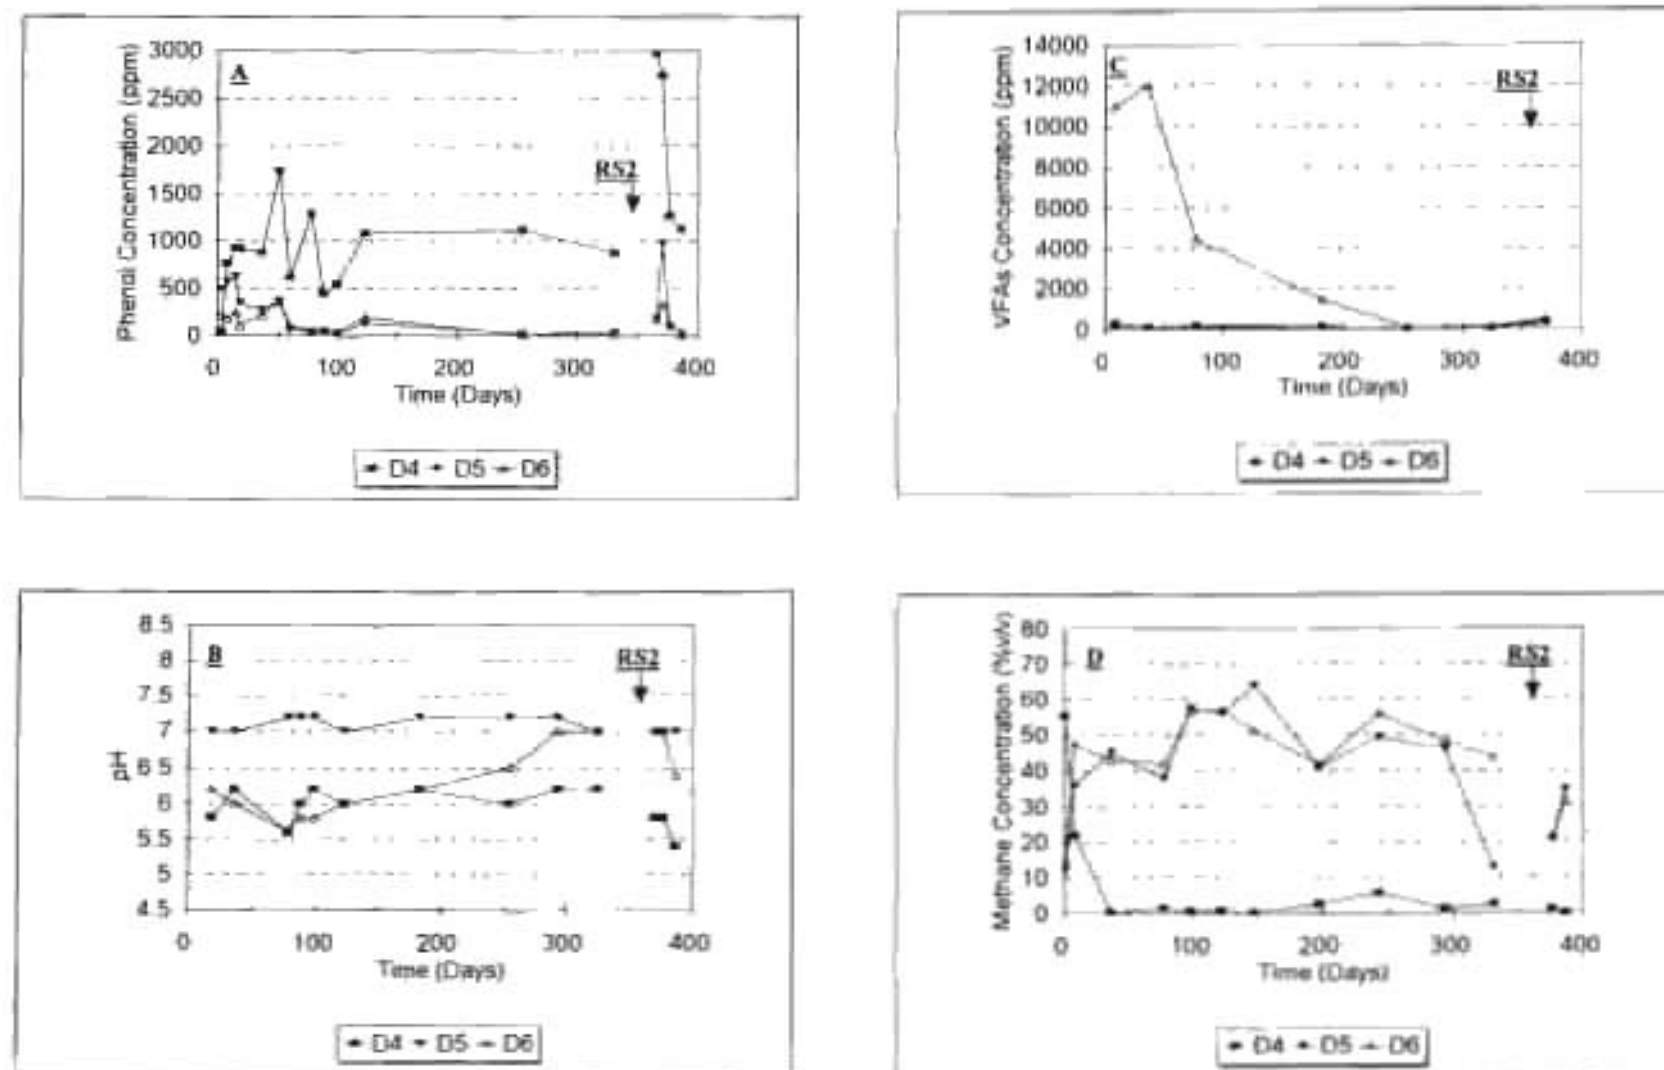 A
Phenol Concentration (ppm)
3000
2500
2000
1500
1000
500
0
RS2
0 100 200 300 400
Time (Days)
D4 D5 D6
C
VFAs Concentration (ppm)
14000
12000
10000
8000
6000
4000
2000
0
RS2
0 100 200 300 400
Time (Days)
D4 D5 D6
B
pH
8.5
8
7.5
7
6.5
6
5.5
5
4.5
RS2
0 100 200 300 400
Time (Days)
D4 D5 D6
D
Methane Concentration (%v/v)
80
70
60
50
40
30
20
10
0
RS2
0 100 200 300 400
Time (Days)
D4 D5 D6